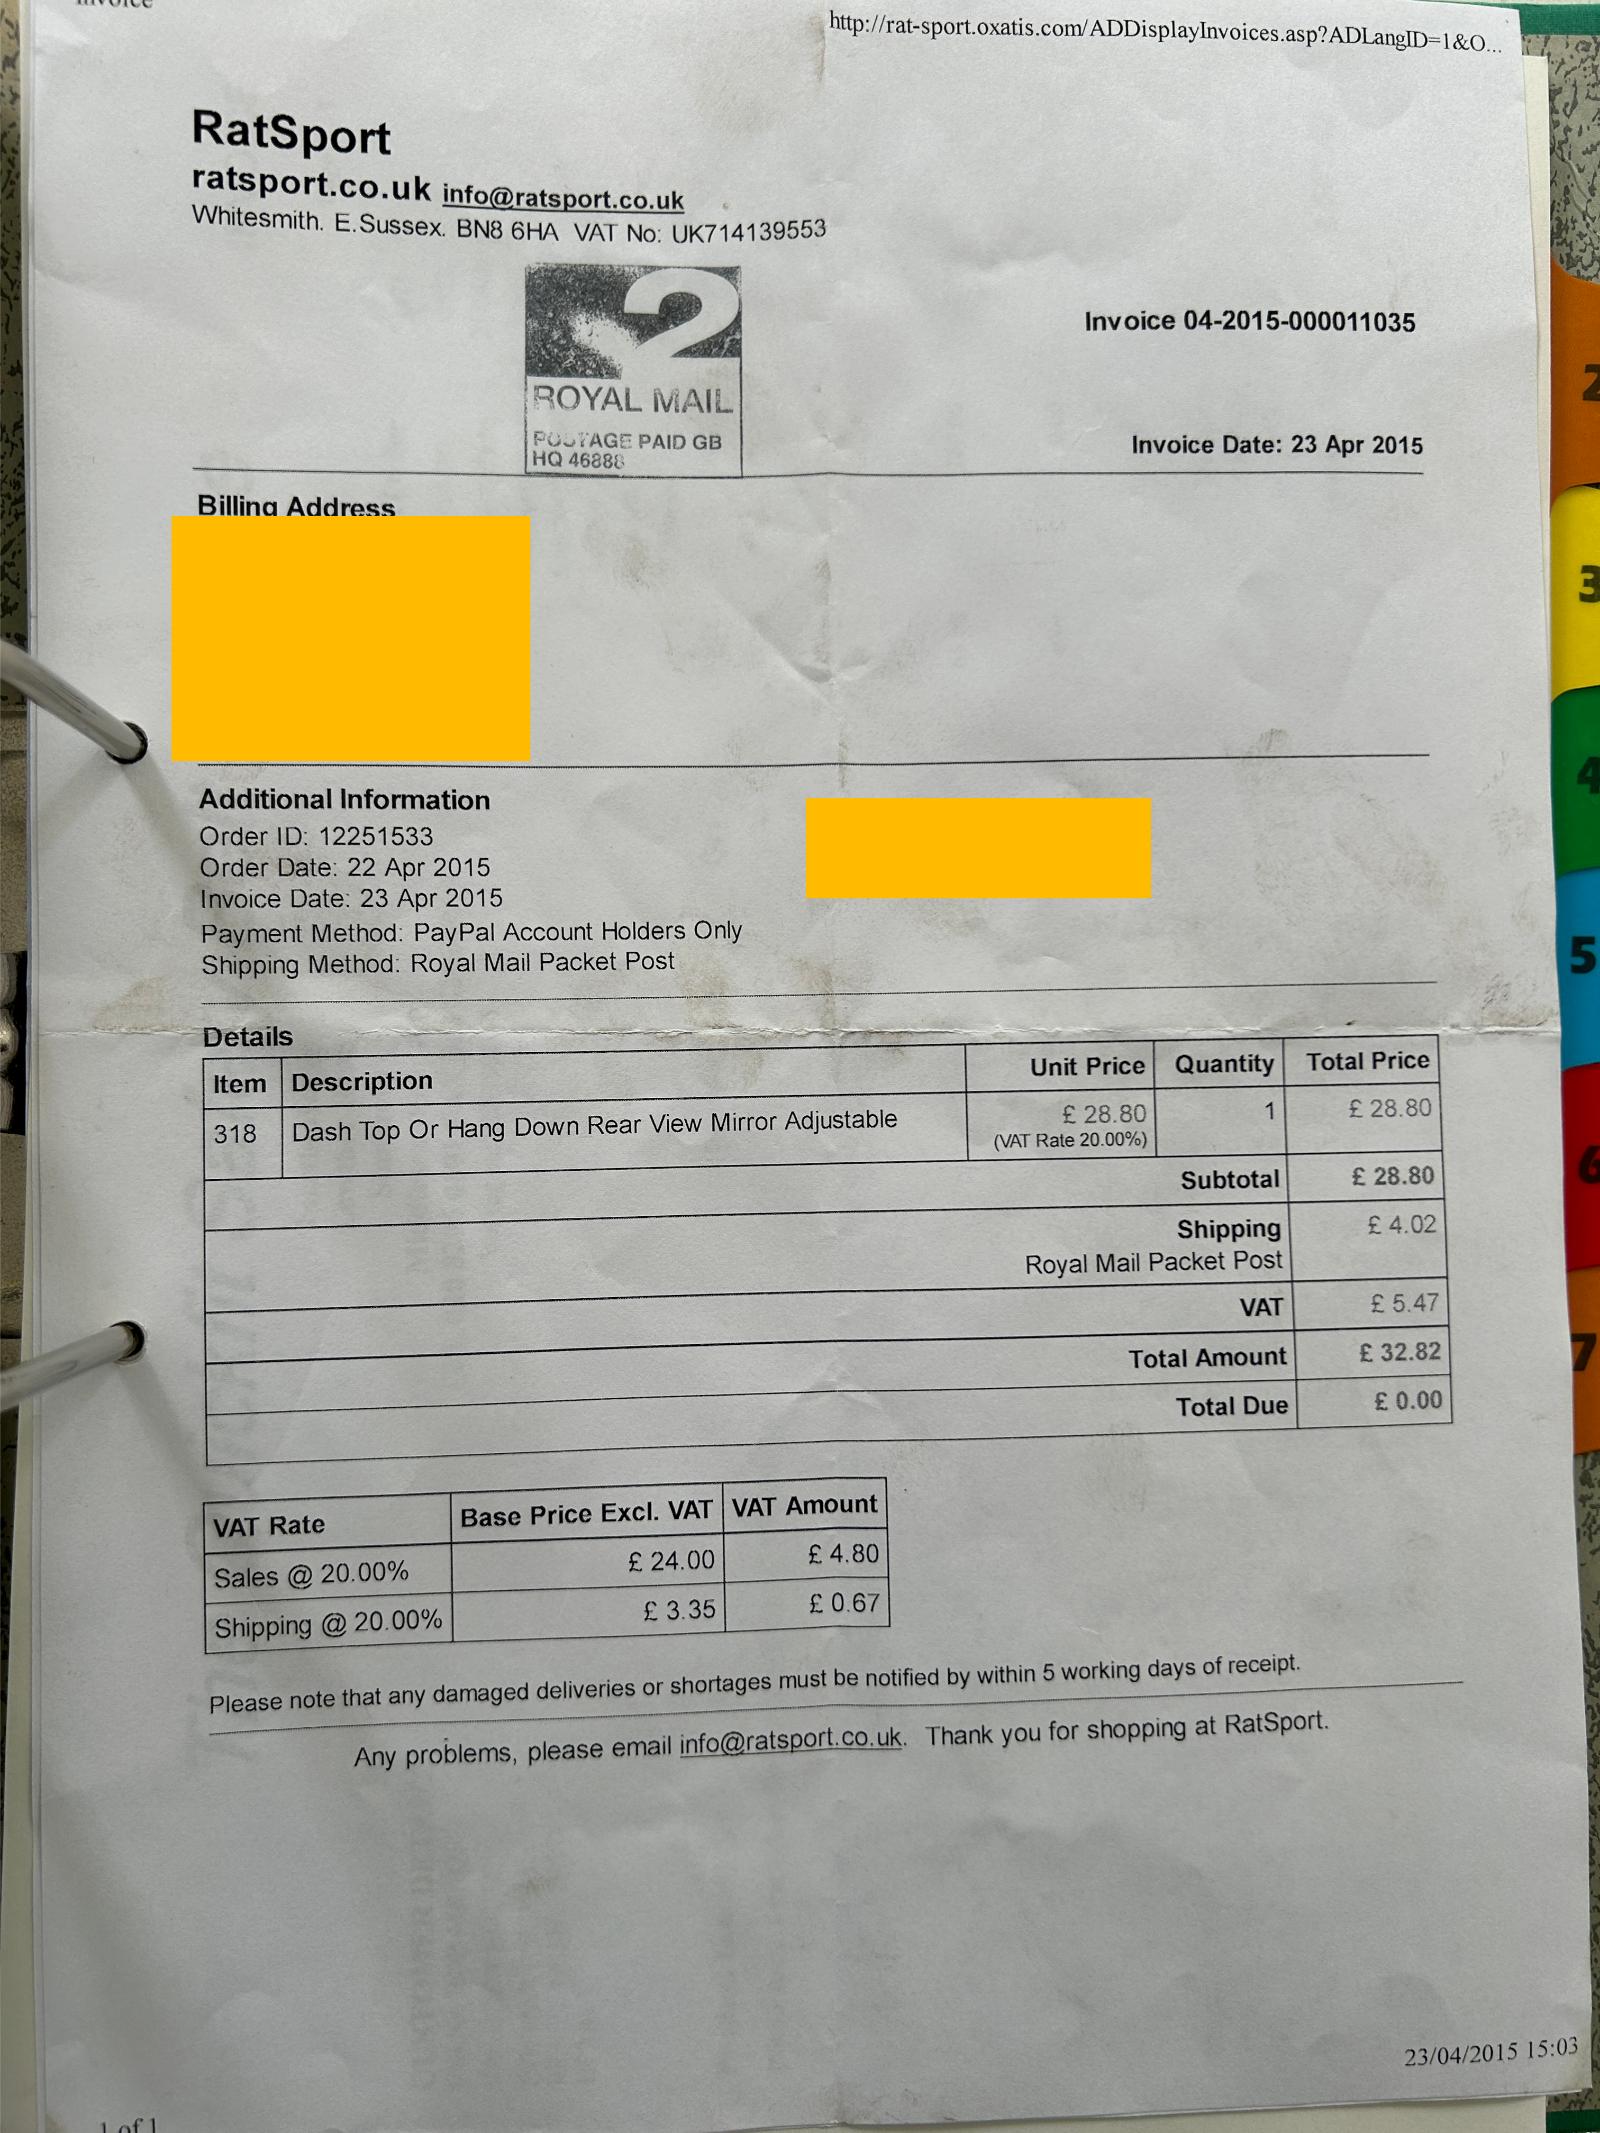 Invoice
http://rat-sport.oxatis.com/ADDisplayInvoices.asp?ADLangID=1&O...
RatSport
ratsport.co.uk info@ratsport.co.uk
Whitesmith. E.Sussex. BN8 6HA VAT No: UK714139553
2
ROYAL MAIL
POSTAGE PAID GB
HQ 46888
Invoice 04-2015-000011035
Invoice Date: 23 Apr 2015
Billing Address
Additional Information
Order ID: 12251533
Order Date: 22 Apr 2015
Invoice Date: 23 Apr 2015
Payment Method: PayPal Account Holders Only
Shipping Method: Royal Mail Packet Post
Details
Item Description Unit Price Quantity Total Price
318 Dash Top Or Hang Down Rear View Mirror Adjustable £ 28.80 1 £ 28.80
(VAT Rate 20.00%)
Subtotal £ 28.80
Shipping £ 4.02
Royal Mail Packet Post
VAT £ 5.47
Total Amount £ 32.82
Total Due £ 0.00
VAT Rate Base Price Excl. VAT VAT Amount
Sales @ 20.00% £ 24.00 £ 4.80
Shipping @ 20.00% £ 3.35 £ 0.67
Please note that any damaged deliveries or shortages must be notified by within 5 working days of receipt.
Any problems, please email info@ratsport.co.uk. Thank you for shopping at RatSport.
23/04/2015 15:03
1 of 1
2
3
4
5
6
7